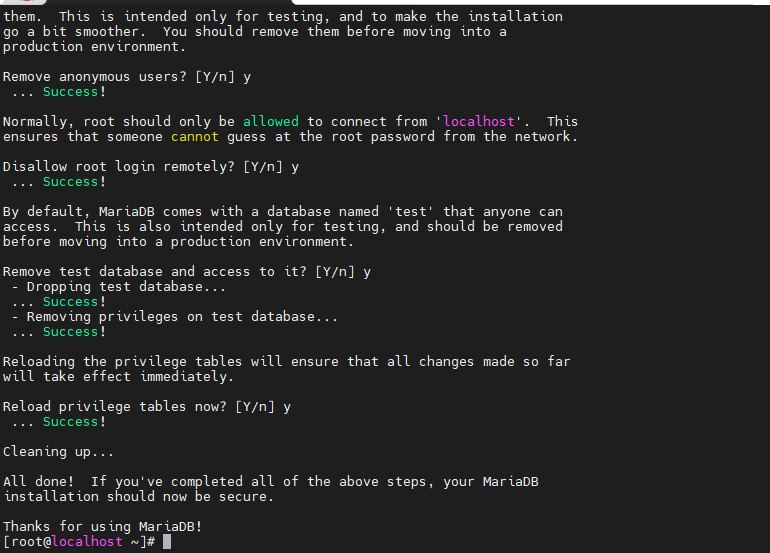 them.  This is intended only for testing, and to make the installation
go a bit smoother.  You should remove them before moving into a
production environment.
Remove anonymous users? [Y/n] y
 ... Success!
Normally, root should only be allowed to connect from 'localhost'.  This
ensures that someone cannot guess at the root password from the network.
Disallow root login remotely? [Y/n] y
 ... Success!
By default, MariaDB comes with a database named 'test' that anyone can
access.  This is also intended only for testing, and should be removed
before moving into a production environment.
Remove test database and access to it? [Y/n] y
 - Dropping test database...
 ... Success!
 - Removing privileges on test database...
 ... Success!
Reloading the privilege tables will ensure that all changes made so far
will take effect immediately.
Reload privilege tables now? [Y/n] y
 ... Success!
Cleaning up...
All done!  If you've completed all of the above steps, your MariaDB
installation should now be secure.
Thanks for using MariaDB!
[root@localhost ~]#